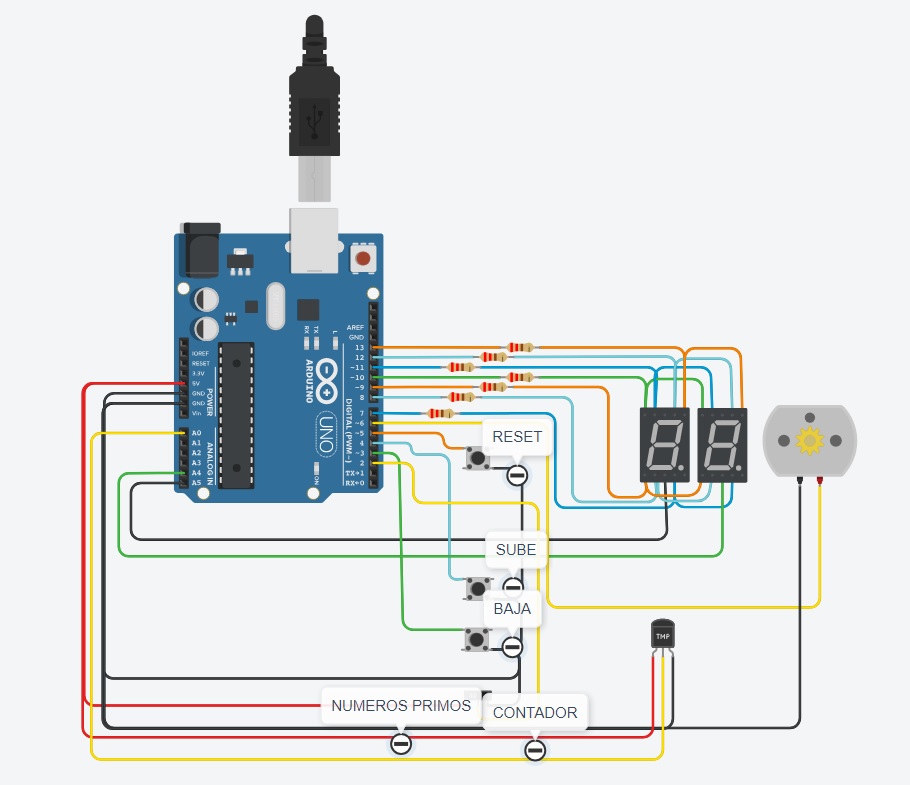 AREF
GND
13
12
~11
~10
~9
8
7
~6
~5
4
~3
2
TX→1
RX←0
DIGITAL (PWM~)
IOREF
RESET
3.3V
5V
GND
GND
Vin
POWER
A0
A1
A2
A3
A4
A5
ANALOG IN
RX
TX
L
ARDUINO
UNO
ON
RESET
SUBE
BAJA
TMP
NUMEROS PRIMOS
CONTADOR